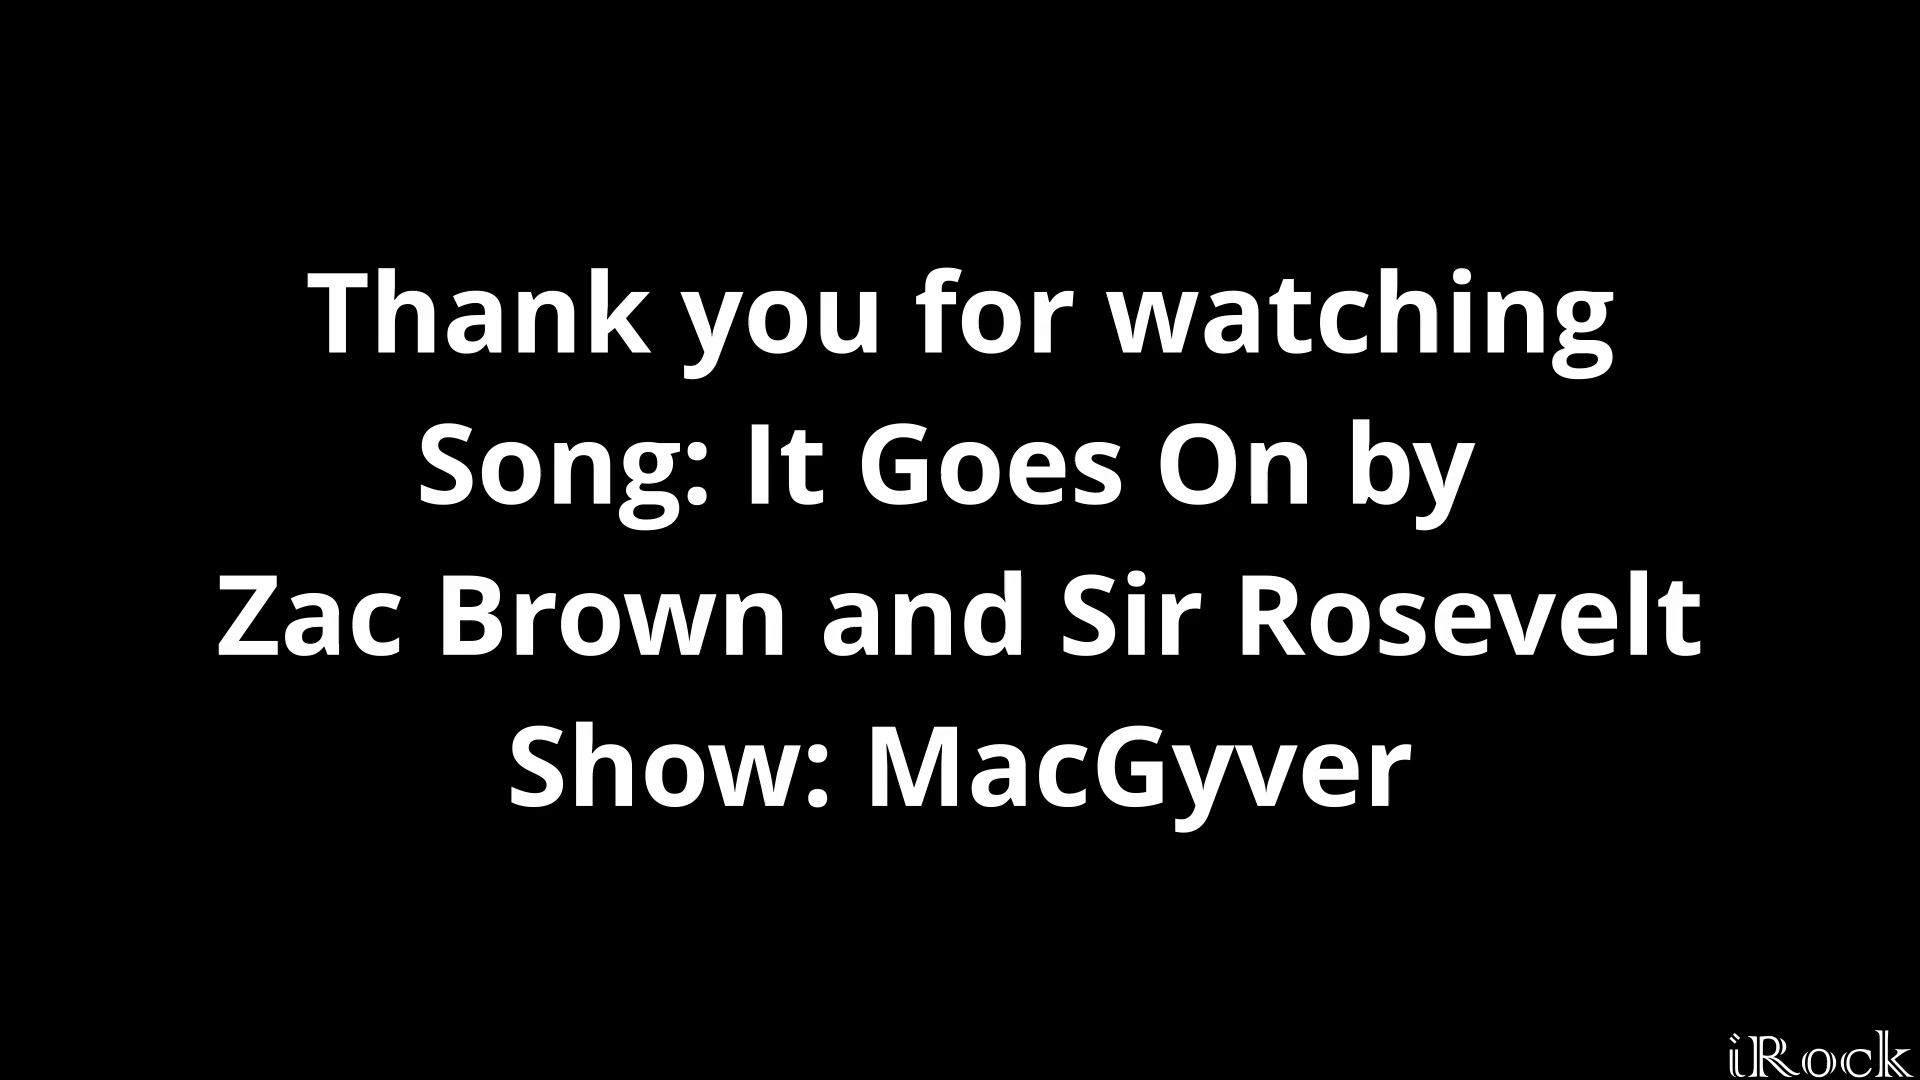 Thank you for watching
Song: It Goes On by
Zac Brown and Sir Rosevelt
Show: MacGyver
iRock